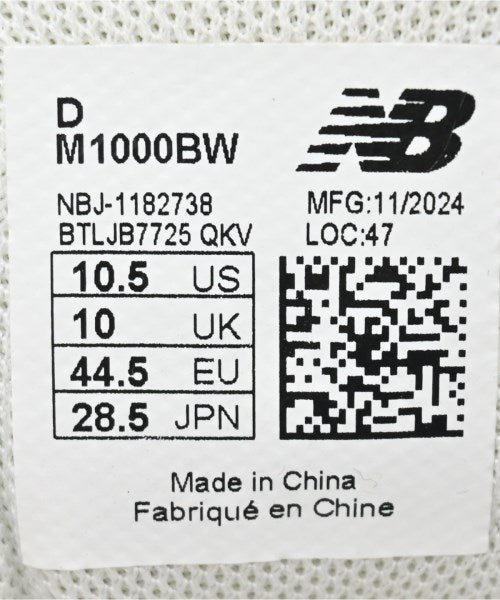 D
M1000BW
NB
NBJ-1182738
MFG:11/2024
BTLJB7725 QKV
LOC:47
10.5 US
10 UK
44.5 EU
28.5 JPN
Made in China
Fabriqué en Chine